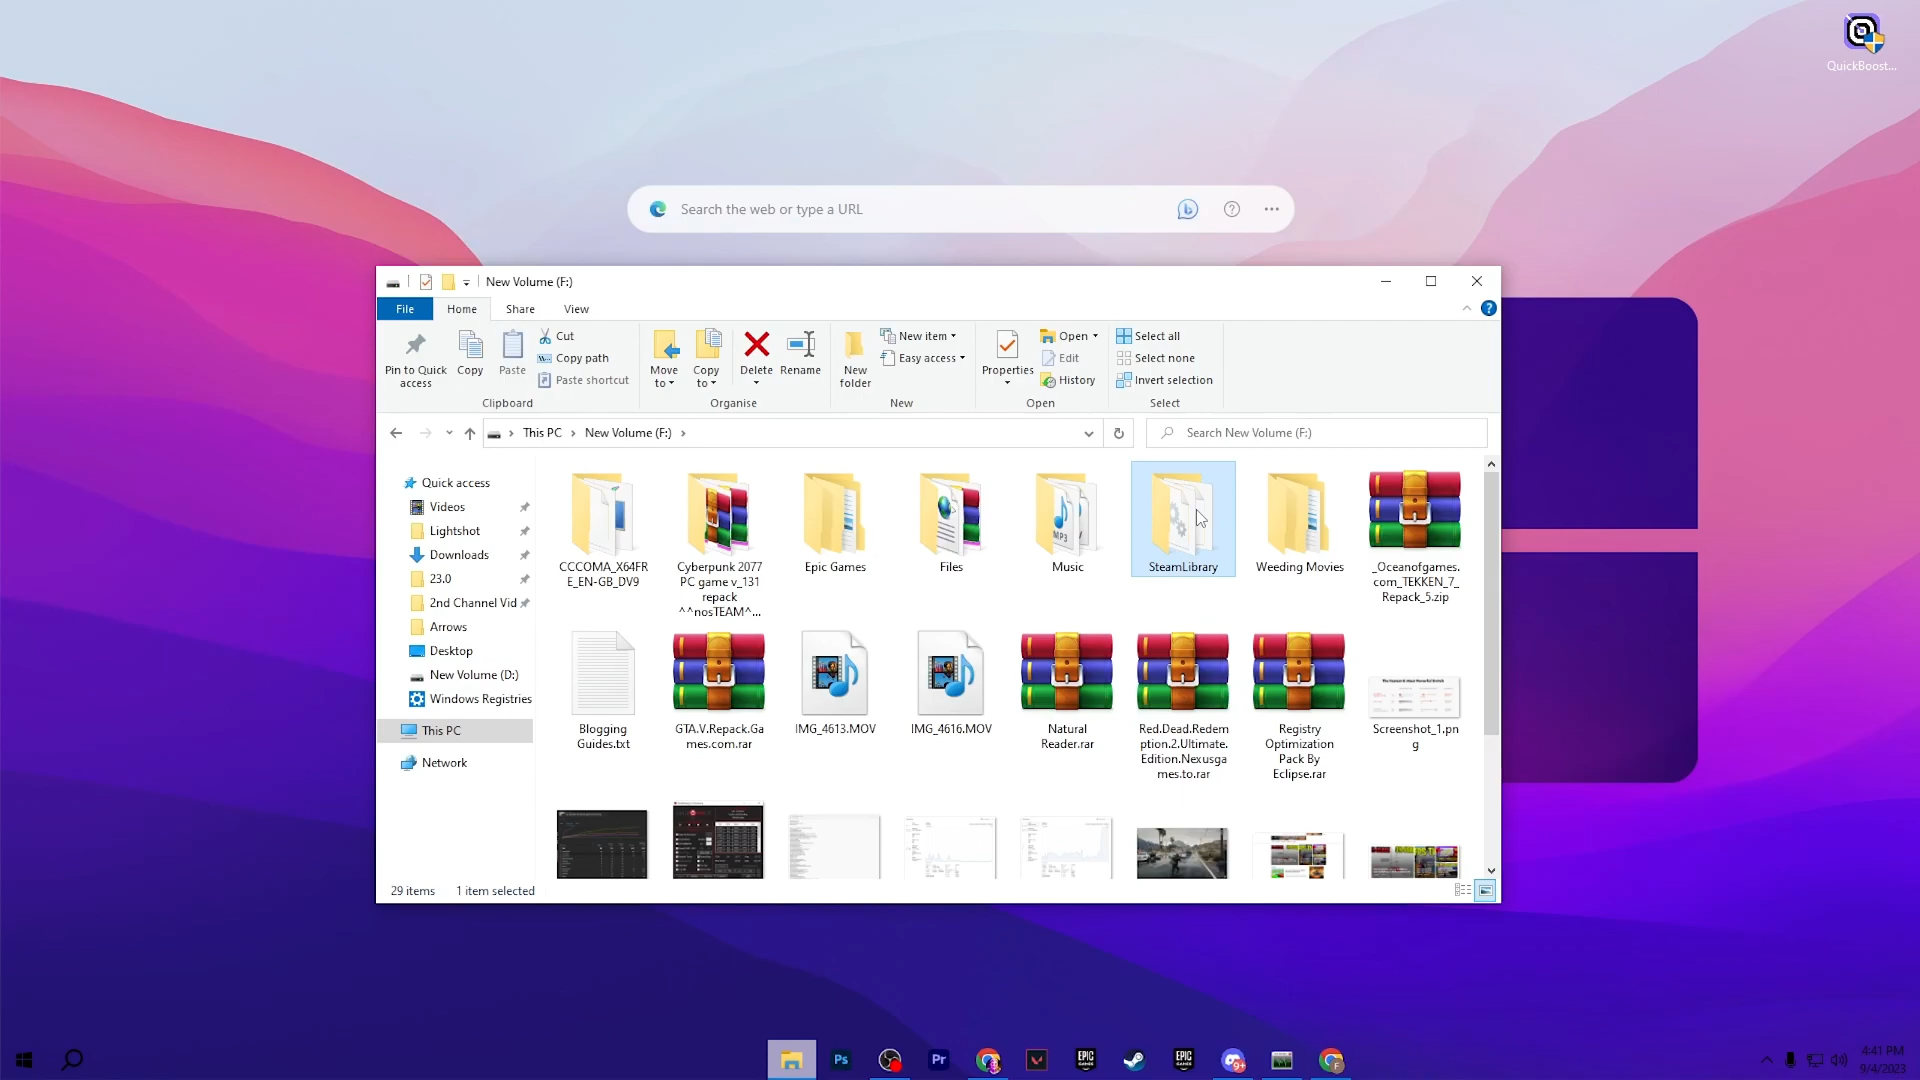 QuickBoost...
Search the web or type a URL
New Volume (F:)
File
Home
Share
View
Pin to Quick
access
Copy
Paste
Cut
Copy path
Paste shortcut
Clipboard
Move
to
Copy
to
Delete
Rename
Organise
New
folder
New item
Easy access
New
Properties
Open
Edit
History
Open
Select all
Select none
Invert selection
Select
This PC
New Volume (F:)
Search New Volume (F:)
Quick access
Videos
Lightshot
Downloads
23.0
2nd Channel Vid
Arrows
Desktop
New Volume (D:)
Windows Registries
This PC
Network
CCCOMA_X64FR
E_EN-GB_DV9
Cyberpunk 2077
PC game v_131
repack
^^nosTEAM^...
Epic Games
Files
Music
SteamLibrary
Weeding Movies
_Oceanofgames.
com_TEKKEN_7_
Repack_5.zip
Blogging
Guides.txt
GTA.V.Repack.Ga
mes.com.rar
IMG_4613.MOV
IMG_4616.MOV
Natural
Reader.rar
Red.Dead.Redem
ption.2.Ultimate.
Edition.Nexusga
mes.to.rar
Registry
Optimization
Pack By
Eclipse.rar
Screenshot_1.pn
g
29 items
1 item selected
4:41 PM
9/4/2023